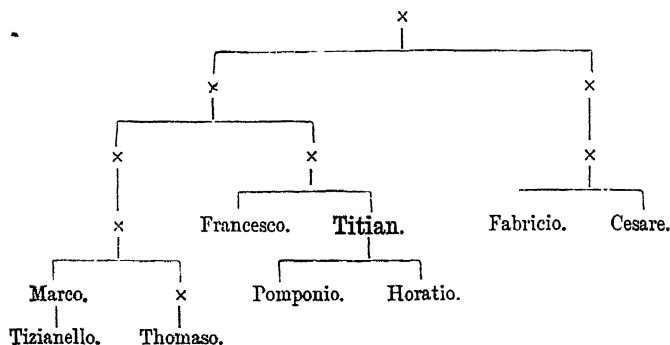 ×
× ×
× × ×
Francesco. Titian. Fabricio. Cesare.
×
Marco. × Pomponio. Horatio.
Tizianello. Thomaso.